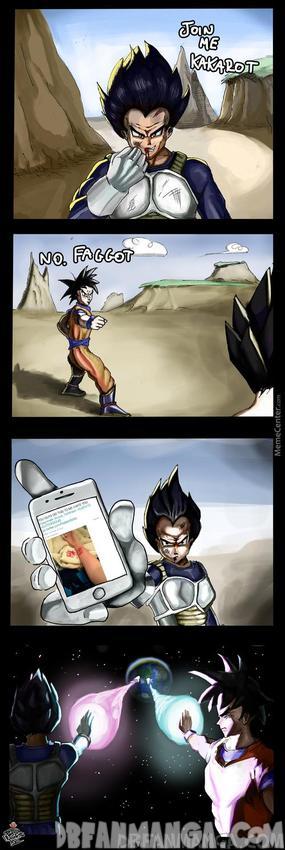 JOIN
ME
KAKAROT
NO, FAGGOT
MemeCenter.com
DBFANMANGA.COM